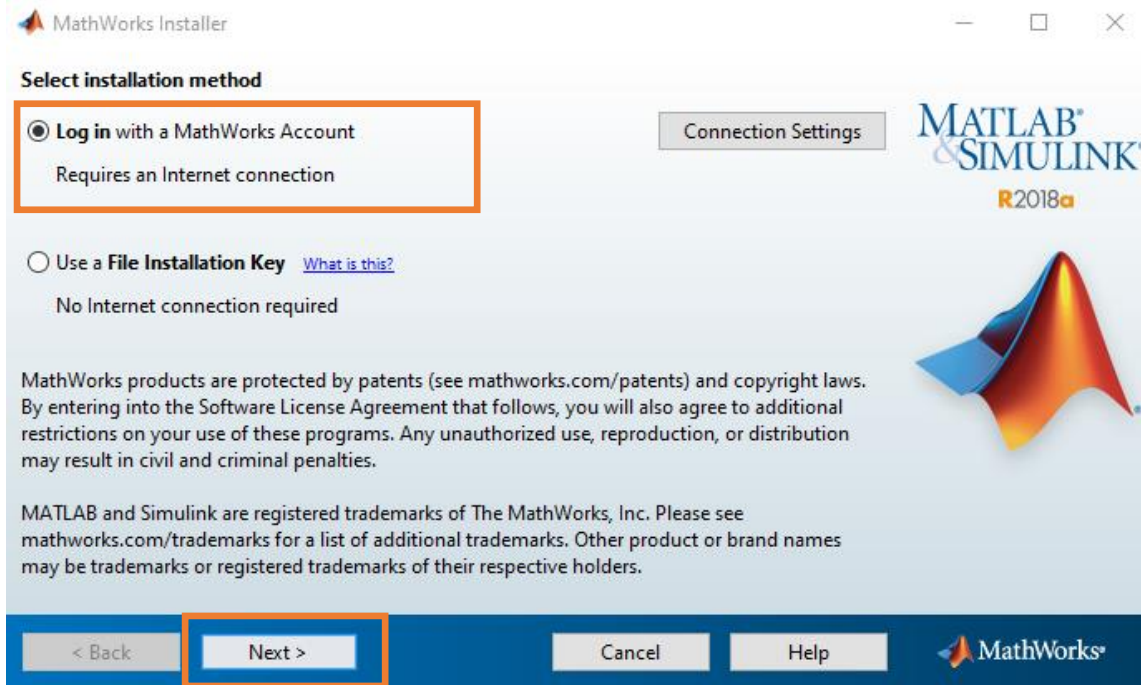 MathWorks Installer
Select installation method
Log in with a MathWorks Account
Connection Settings
Requires an Internet connection
MATLAB®
&SIMULINK®
R2018a
Use a File Installation Key What is this?
No Internet connection required
MathWorks products are protected by patents (see mathworks.com/patents) and copyright laws.
By entering into the Software License Agreement that follows, you will also agree to additional
restrictions on your use of these programs. Any unauthorized use, reproduction, or distribution
may result in civil and criminal penalties.
MATLAB and Simulink are registered trademarks of The MathWorks, Inc. Please see
mathworks.com/trademarks for a list of additional trademarks. Other product or brand names
may be trademarks or registered trademarks of their respective holders.
< Back
Next >
Cancel
Help
MathWorks®